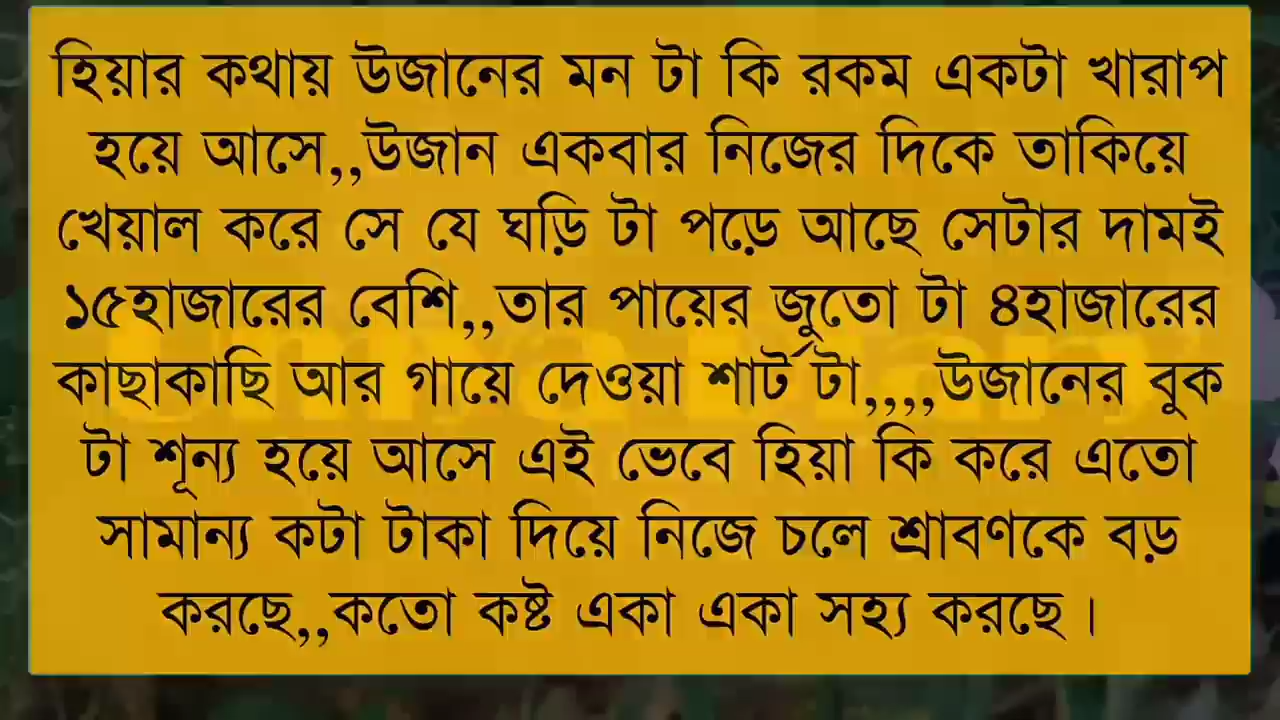 হিয়ার কথায় উজানের মন টা কি রকম একটা খারাপ
হয়ে আসে,,উজান একবার নিজের দিকে তাকিয়ে
খেয়াল করে সে যে ঘড়ি টা পড়ে আছে সেটার দামই
১৫হাজারের বেশি,,তার পায়ের জুতো টা ৪হাজারের
কাছাকাছি আর গায়ে দেওয়া শার্ট টা,,,,উজানের বুক
টা শূন্য হয়ে আসে এই ভেবে হিয়া কি করে এতো
সামান্য কটা টাকা দিয়ে নিজে চলে শ্রাবণকে বড়
করছে,,কতো কষ্ট একা একা সহ্য করছে।